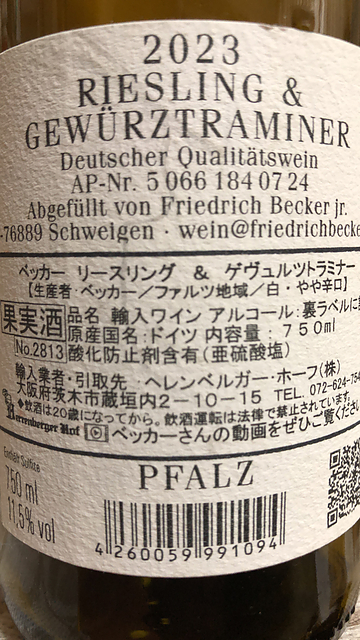 2023
RIESLING &
GEWÜRZTRAMINER
Deutscher Qualitätswein
AP-Nr. 5 066 184 07 24
Abgefüllt von Friedrich Becker jr.
-76889 Schweigen · wein@friedrichbecke
ベッカー リースリング & ゲヴュルツトラミナー
【生産者・ベッカー/ファルツ地域/白・やや辛口】
果実酒
品名 輸入ワイン アルコール:裏ラベルに
原産国名:ドイツ 内容量:750ml
No.2813
酸化防止剤含有(亜硫酸塩)
輸入業者・引取先 ヘレンベルガー・ホーフ(株)
大阪府茨木市蔵垣内2-10-15 TEL.072-624-754
◆飲酒は20歳になってから。飲酒運転は法律で禁止されています。
Herrenberger Hof
ベッカーさんの動画をぜひご覧ください
Enthält Sulfite
750 ml
11,5% vol
PFALZ
4 260059 991094